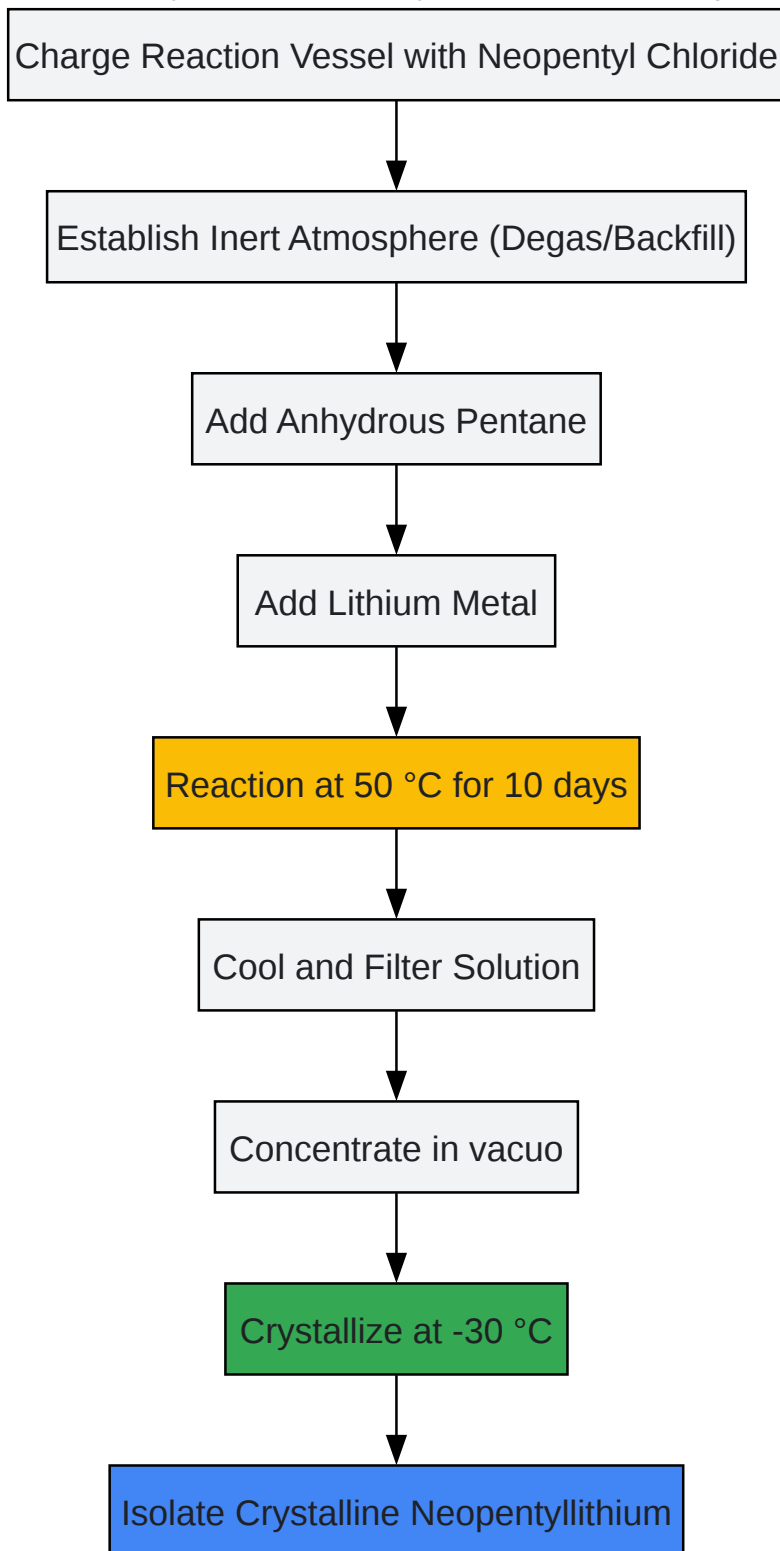 Charge Reaction Vessel with Neopentyl Chloride
Establish Inert Atmosphere (Degas/Backfill)
Add Anhydrous Pentane
Add Lithium Metal
Reaction at 50 °C for 10 days
Cool and Filter Solution
Concentrate in vacuo
Crystallize at -30 °C
Isolate Crystalline Neopentyllithium